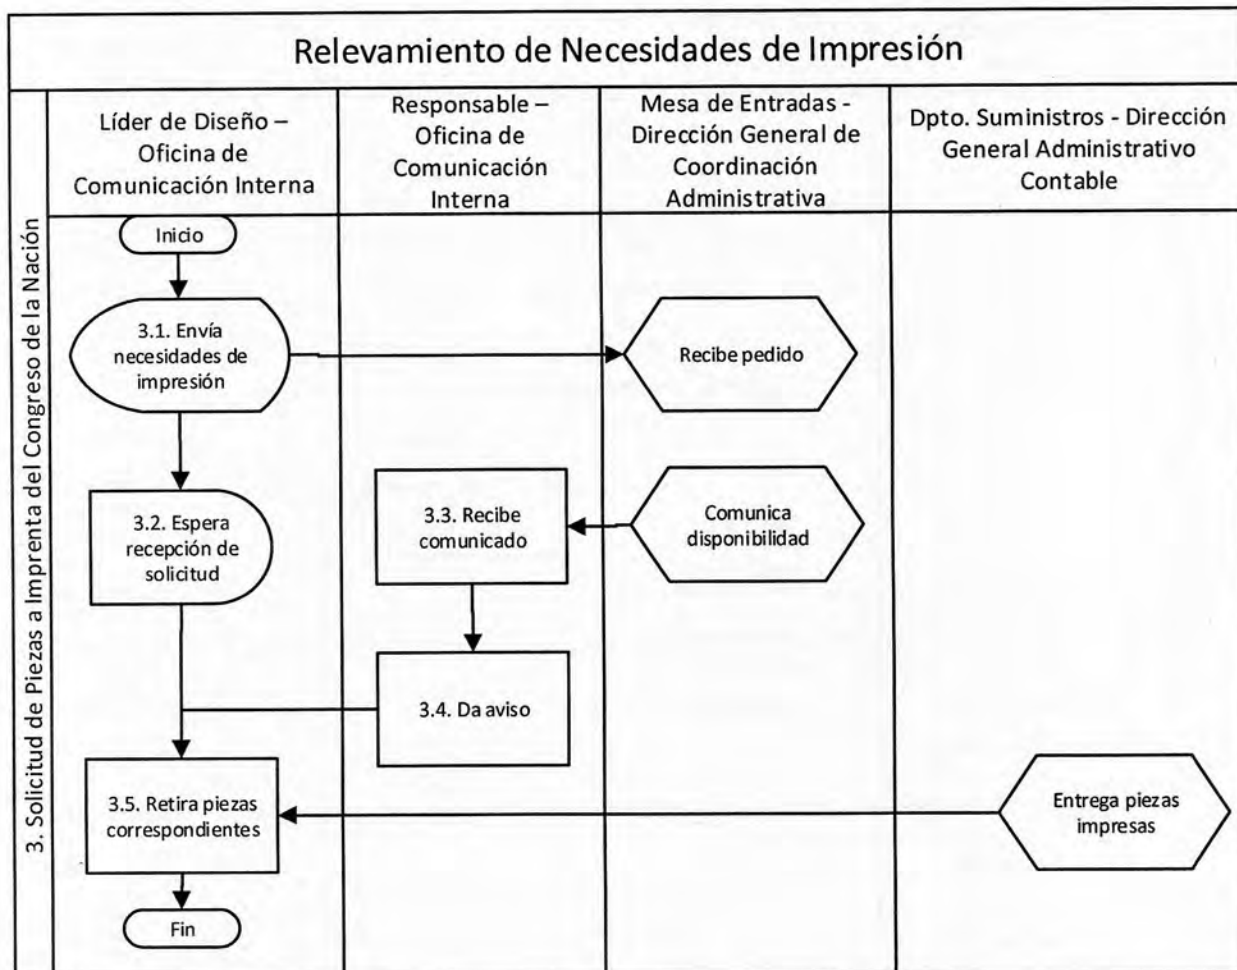 Relevamiento de Necesidades de Impresión
3. Solicitud de Piezas a Imprenta del Congreso de la Nación
Líder de Diseño –
Oficina de
Comunicación Interna
Responsable –
Oficina de
Comunicación
Interna
Mesa de Entradas -
Dirección General de
Coordinación
Administrativa
Dpto. Suministros - Dirección
General Administrativo
Contable
Inicio
3.1. Envía
necesidades de
impresión
Recibe pedido
3.2. Espera
recepción de
solicitud
3.3. Recibe
comunicado
Comunica
disponibilidad
3.4. Da aviso
3.5. Retira piezas
correspondientes
Entrega piezas
impresas
Fin